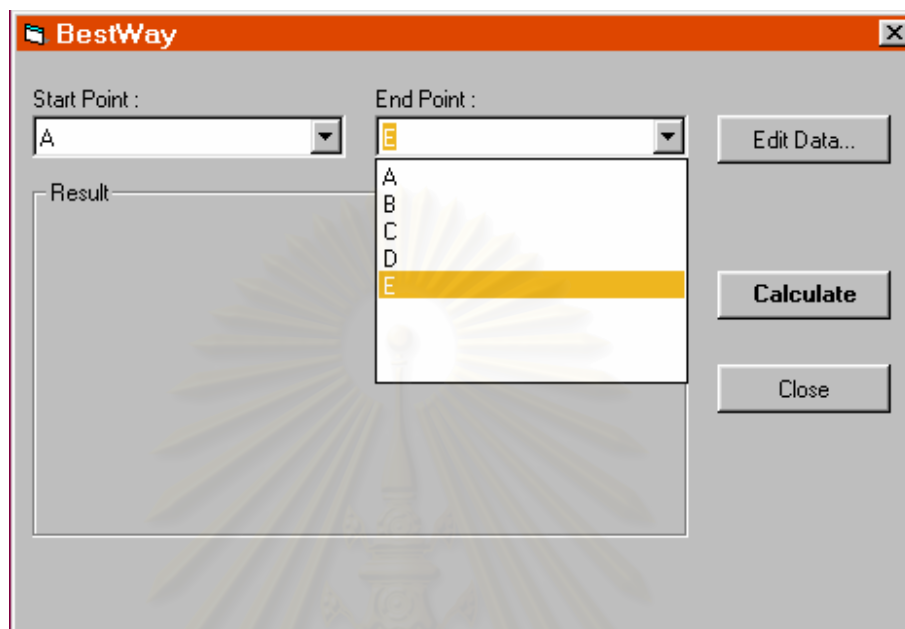 BestWay
Start Point :
End Point :
A
E
Edit Data...
Result
A
B
C
D
E
Calculate
Close